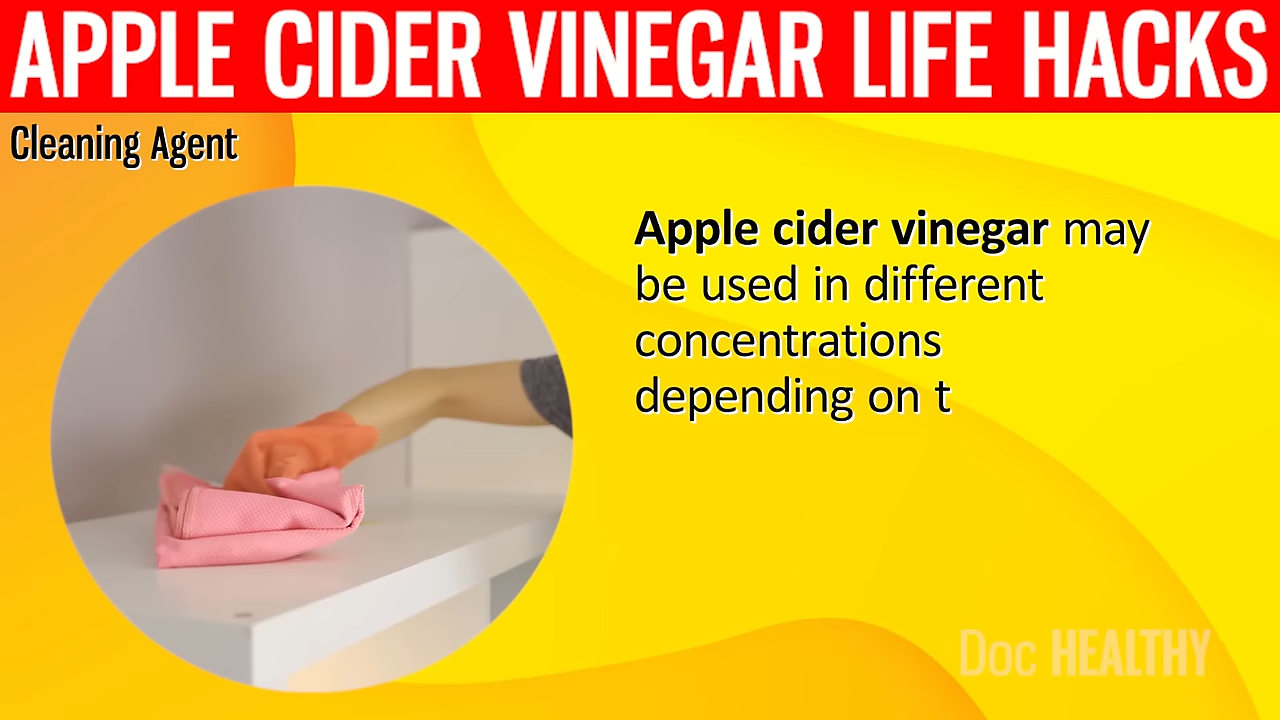 APPLE CIDER VINEGAR LIFE HACKS
Cleaning Agent
Apple cider vinegar may
be used in different
concentrations
depending on t
Doc HEALTHY